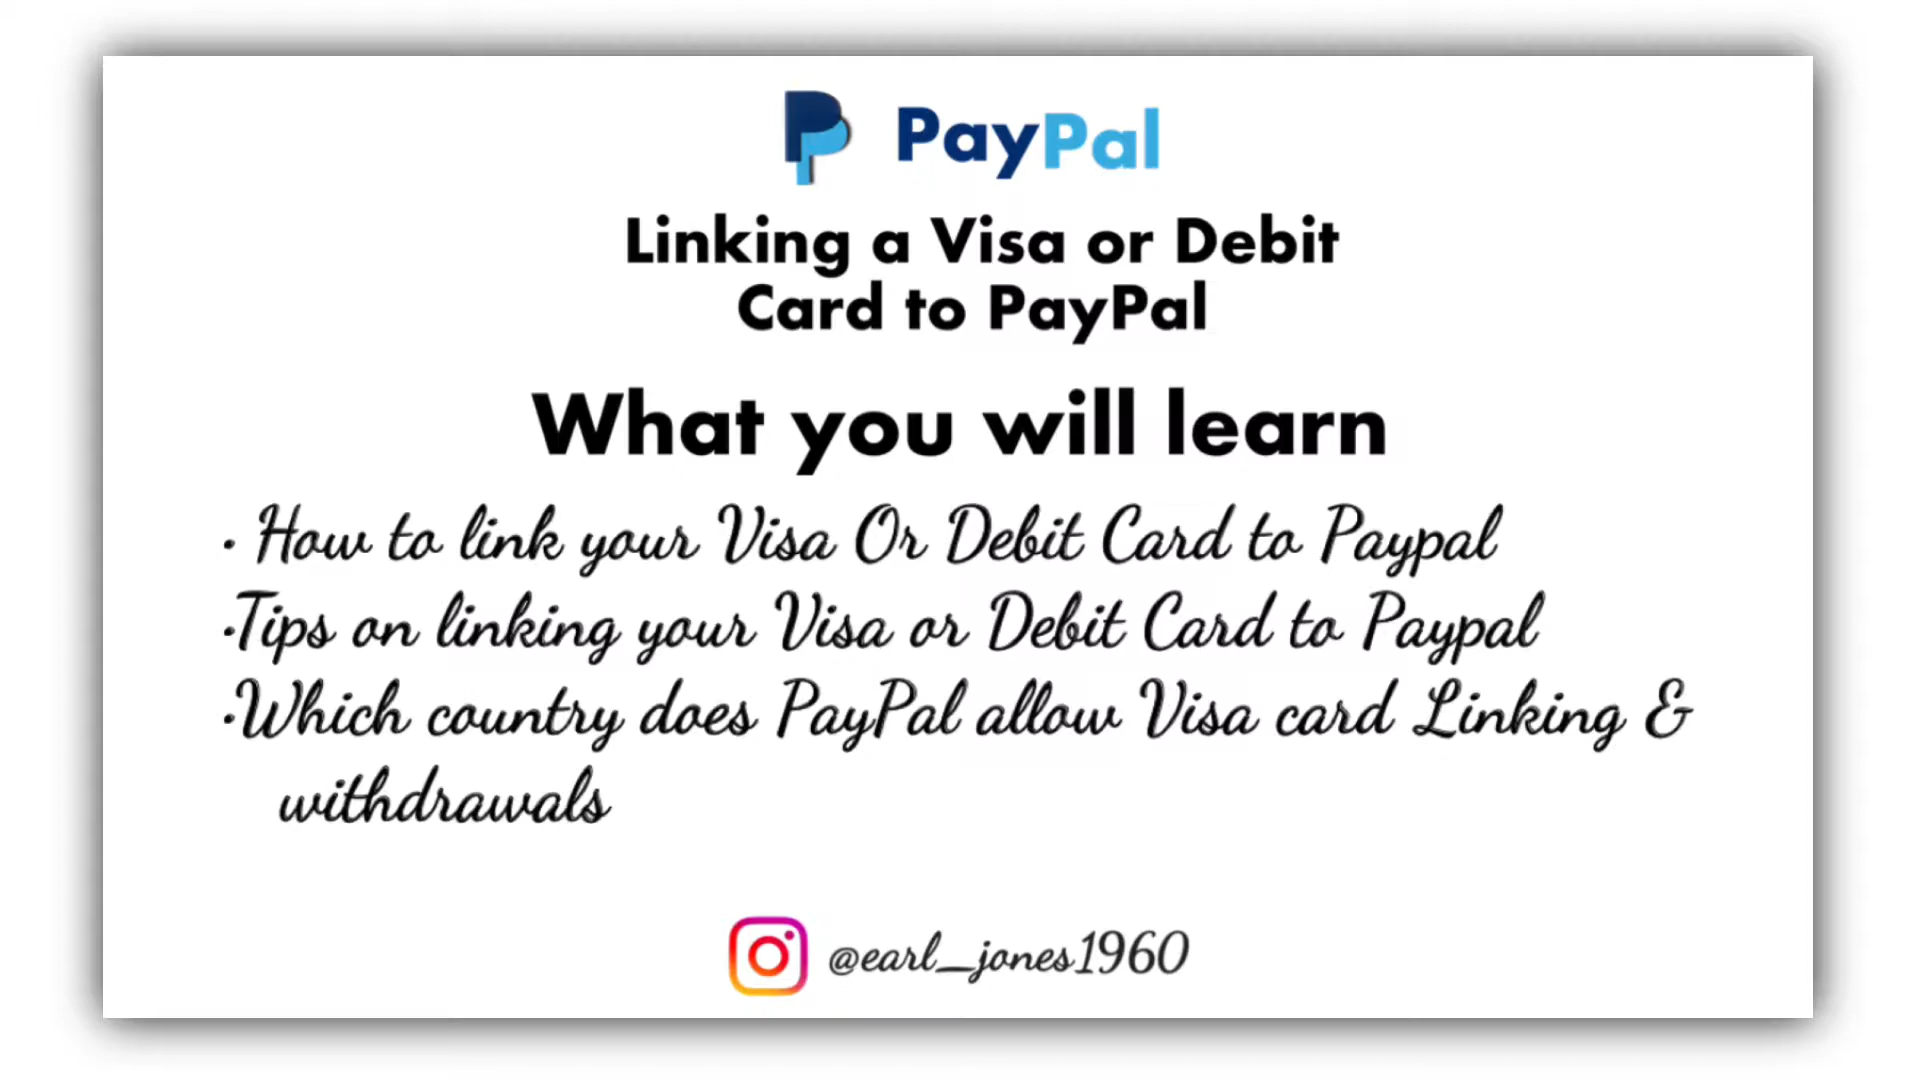 PayPal
Linking a Visa or Debit
Card to PayPal
What you will learn
· How to link your Visa Or Debit Card to Paypal
·Tips on linking your Visa or Debit Card to Paypal
·Which country does PayPal allow Visa card Linking &
withdrawals
@earl_jones1960